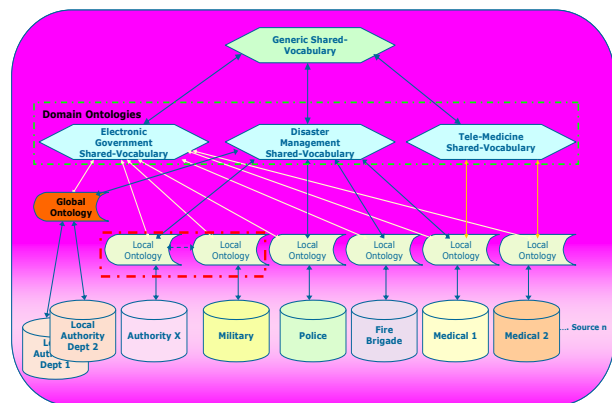 Generic Shared-
Vocabulary
Domain Ontologies
Electronic
Government
Shared-Vocabulary
Disaster
Management
Shared-Vocabulary
Tele-Medicine
Shared-Vocabulary
Global
Ontology
Local
Ontology
Local
Ontology
Local
Ontology
Local
Ontology
Local
Ontology
Local
Ontology
Local
Authority
Dept 2
Dept 1
Authority X
Military
Police
Fire
Brigade
Medical 1
Medical 2
.... Source n